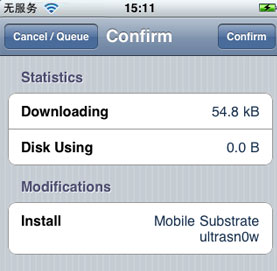 无服务 15:11
Cancel / Queue Confirm Confirm
Statistics
Downloading 54.8 kB
Disk Using 0.0 B
Modifications
Install Mobile Substrate
ultrasn0w